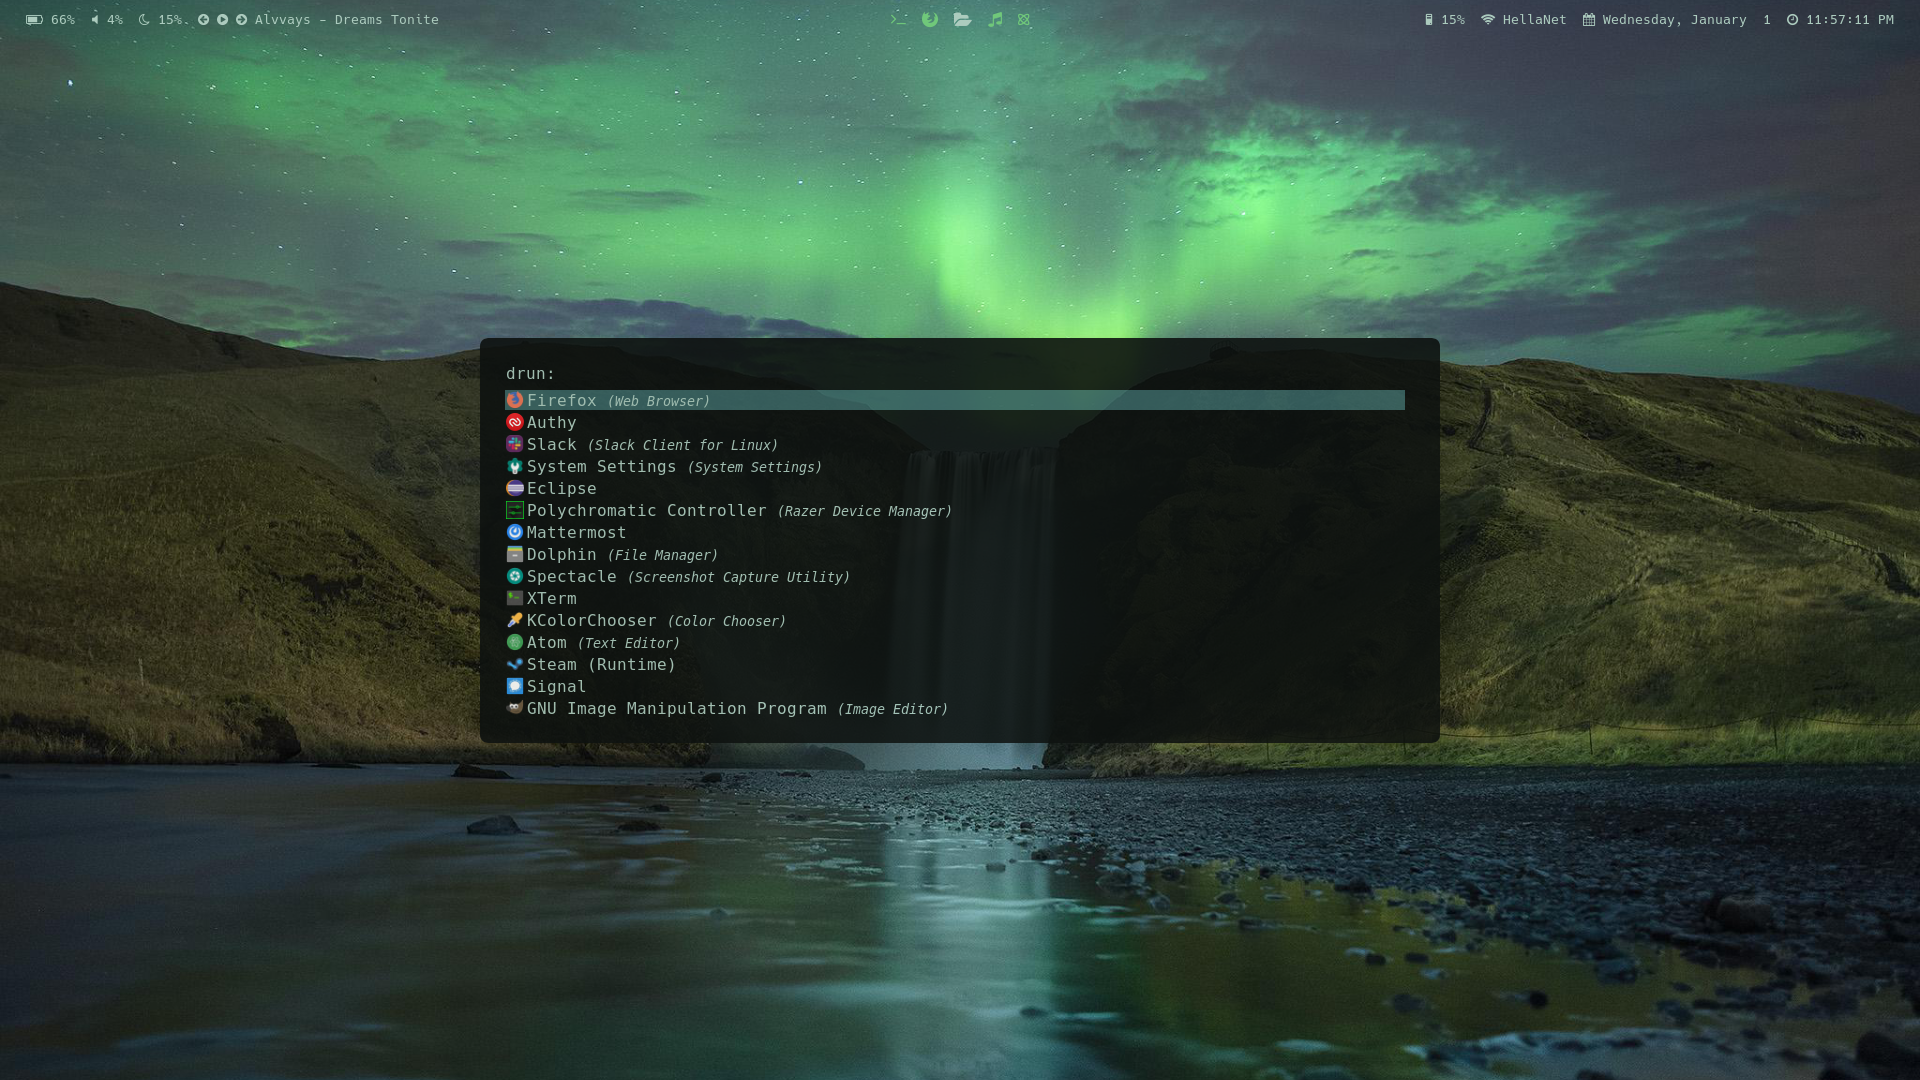 66% 4% 15% Alvvays – Dreams Tonite 15% HellaNet Wednesday, January 1 11:57:11 PM
drun:
Firefox (Web Browser)
Authy
Slack (Slack Client for Linux)
System Settings (System Settings)
Eclipse
Polychromatic Controller (Razer Device Manager)
Mattermost
Dolphin (File Manager)
Spectacle (Screenshot Capture Utility)
XTerm
KColorChooser (Color Chooser)
Atom (Text Editor)
Steam (Runtime)
Signal
GNU Image Manipulation Program (Image Editor)